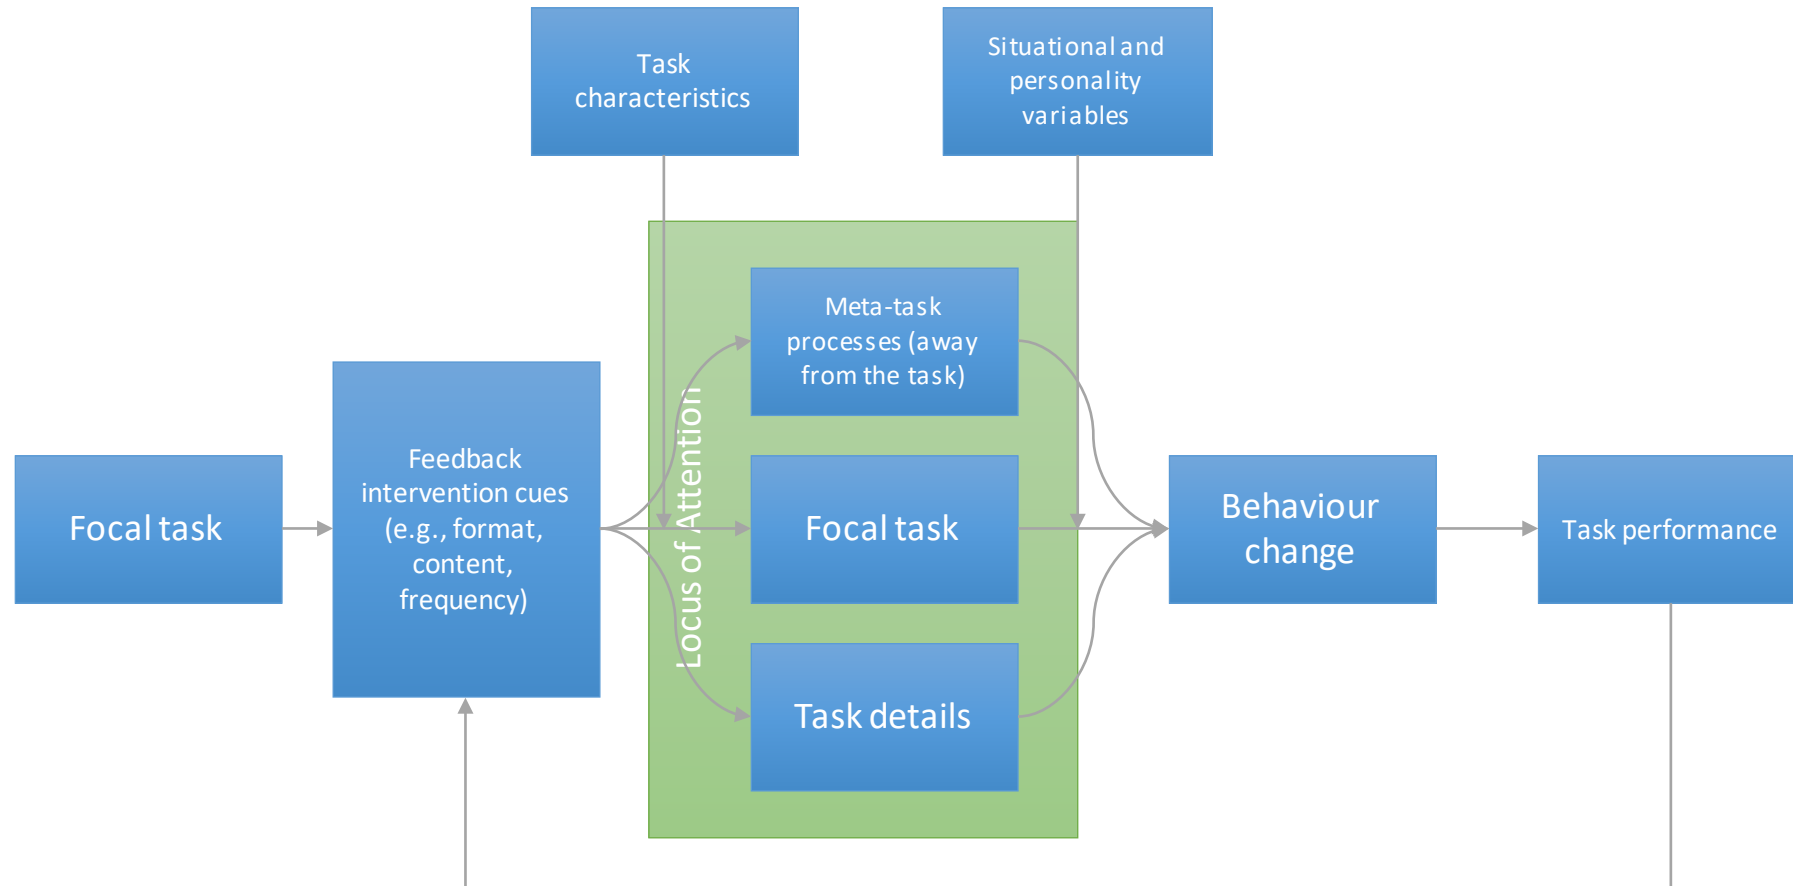 Task
characteristics
Situational and
personality
variables
Meta-task
processes (away
from the task)
Locus of Attention
Feedback
intervention cues
(e.g., format,
content,
frequency)
Focal task
Focal task
Behaviour
change
Task performance
Task details